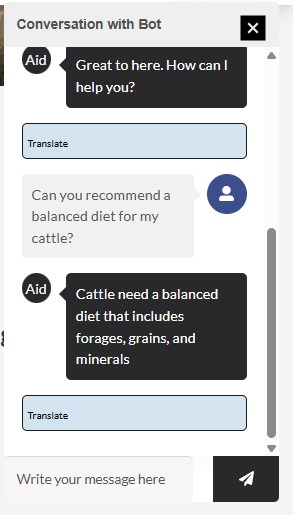 Conversation with Bot
Aid
Great to here. How can I
help you?
Translate
Can you recommend a
balanced diet for my
cattle?
Aid
Cattle need a balanced
diet that includes
forages, grains, and
minerals
Translate
Write your message here